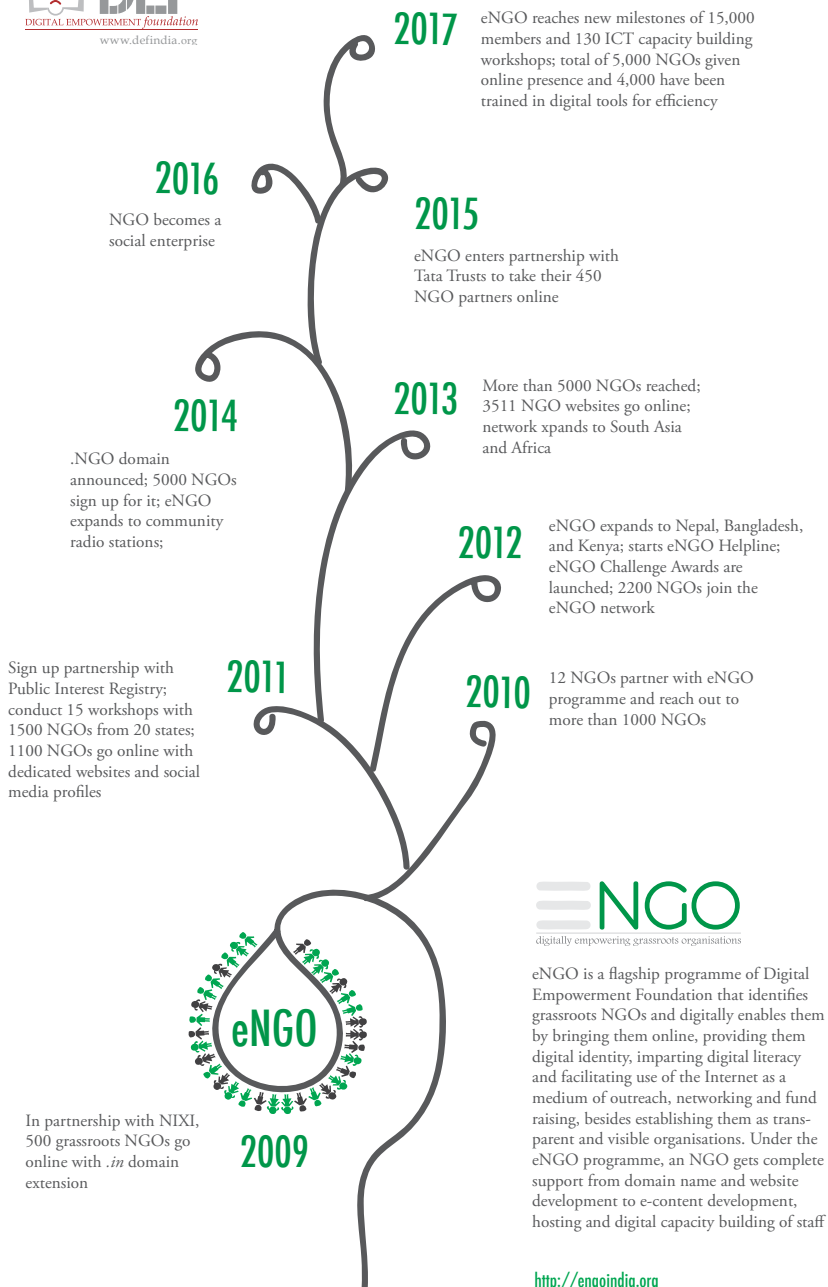 DIGITAL EMPOWERMENT foundation
www.defindia.org
2017
eNGO reaches new milestones of 15,000
members and 130 ICT capacity building
workshops; total of 5,000 NGOs given
online presence and 4,000 have been
trained in digital tools for efficiency
2016
NGO becomes a
social enterprise
2015
eNGO enters partnership with
Tata Trusts to take their 450
NGO partners online
2014
.NGO domain
announced; 5000 NGOs
sign up for it; eNGO
expands to community
radio stations;
2013
More than 5000 NGOs reached;
3511 NGO websites go online;
network xpands to South Asia
and Africa
2012
eNGO expands to Nepal, Bangladesh,
and Kenya; starts eNGO Helpline;
eNGO Challenge Awards are
launched; 2200 NGOs join the
eNGO network
2011
Sign up partnership with
Public Interest Registry;
conduct 15 workshops with
1500 NGOs from 20 states;
1100 NGOs go online with
dedicated websites and social
media profiles
2010
12 NGOs partner with eNGO
programme and reach out to
more than 1000 NGOs
eNGO
2009
In partnership with NIXI,
500 grassroots NGOs go
online with .in domain
extension
ENGO
digitally empowering grassroots organisations
eNGO is a flagship programme of Digital
Empowerment Foundation that identifies
grassroots NGOs and digitally enables them
by bringing them online, providing them
digital identity, imparting digital literacy
and facilitating use of the Internet as a
medium of outreach, networking and fund
raising, besides establishing them as trans-
parent and visible organisations. Under the
eNGO programme, an NGO gets complete
support from domain name and website
development to e-content development,
hosting and digital capacity building of staff
http://engoindia.org